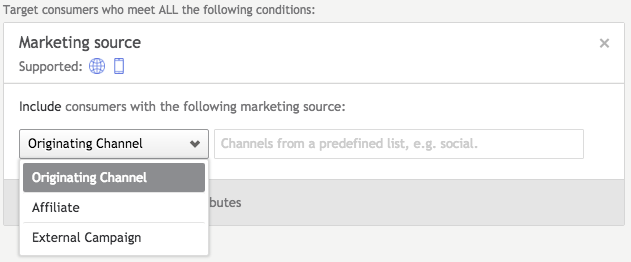 Target consumers who meet ALL the following conditions:
Marketing source
Supported:
Include consumers with the following marketing source:
Originating Channel
Channels from a predefined list, e.g. social.
Originating Channel
Affiliate
External Campaign